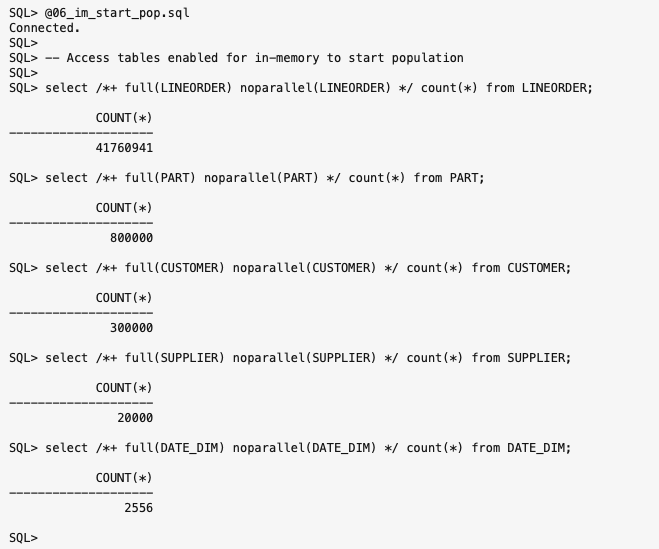 SQL> @06_im_start_pop.sql
Connected.
SQL>
SQL> -- Access tables enabled for in-memory to start population
SQL>
SQL> select /*+ full(LINEORDER) noparallel(LINEORDER) */ count(*) from LINEORDER;
COUNT(*)
--------------------
41760941
SQL> select /*+ full(PART) noparallel(PART) */ count(*) from PART;
COUNT(*)
--------------------
800000
SQL> select /*+ full(CUSTOMER) noparallel(CUSTOMER) */ count(*) from CUSTOMER;
COUNT(*)
--------------------
300000
SQL> select /*+ full(SUPPLIER) noparallel(SUPPLIER) */ count(*) from SUPPLIER;
COUNT(*)
--------------------
20000
SQL> select /*+ full(DATE_DIM) noparallel(DATE_DIM) */ count(*) from DATE_DIM;
COUNT(*)
--------------------
2556
SQL>